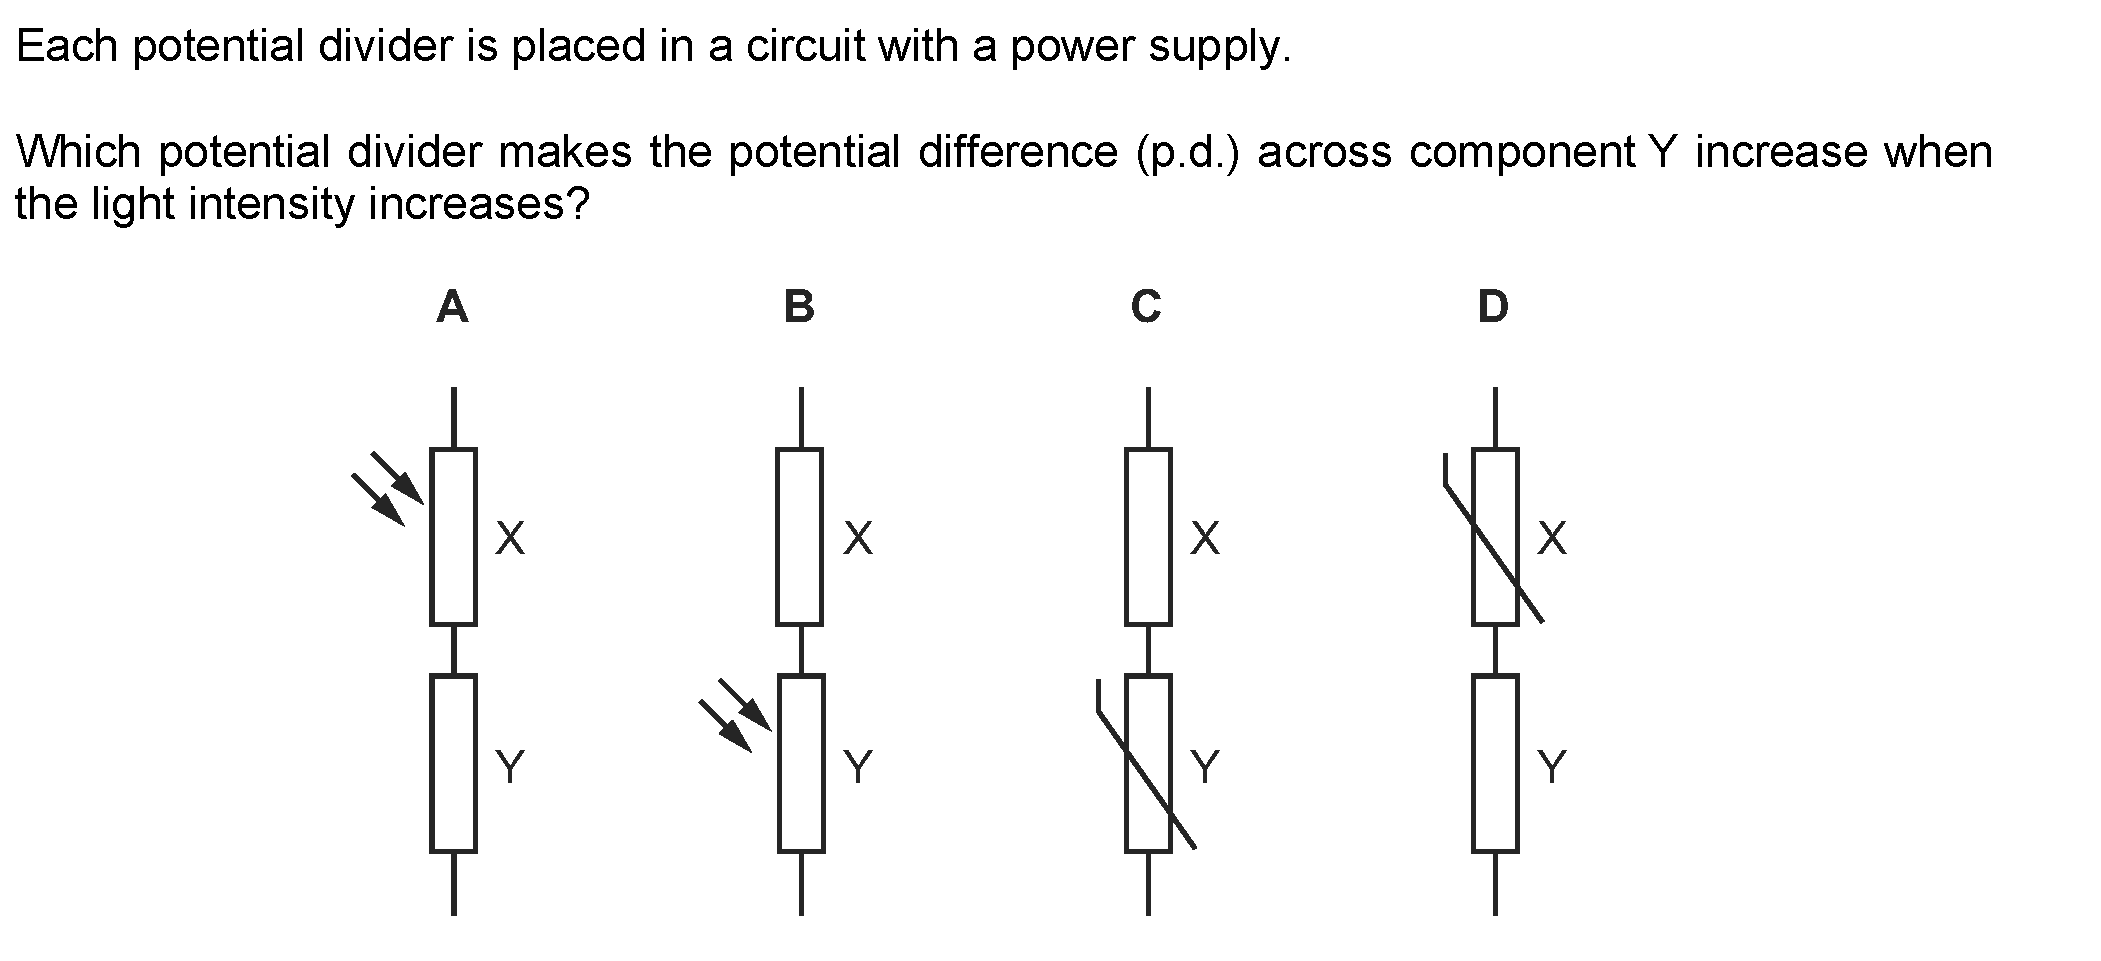 Each potential divider is placed in a circuit with a power supply.
Which potential divider makes the potential difference (p.d.) across component Y increase when
the light intensity increases?
A B C D
X X X X
Y Y Y Y